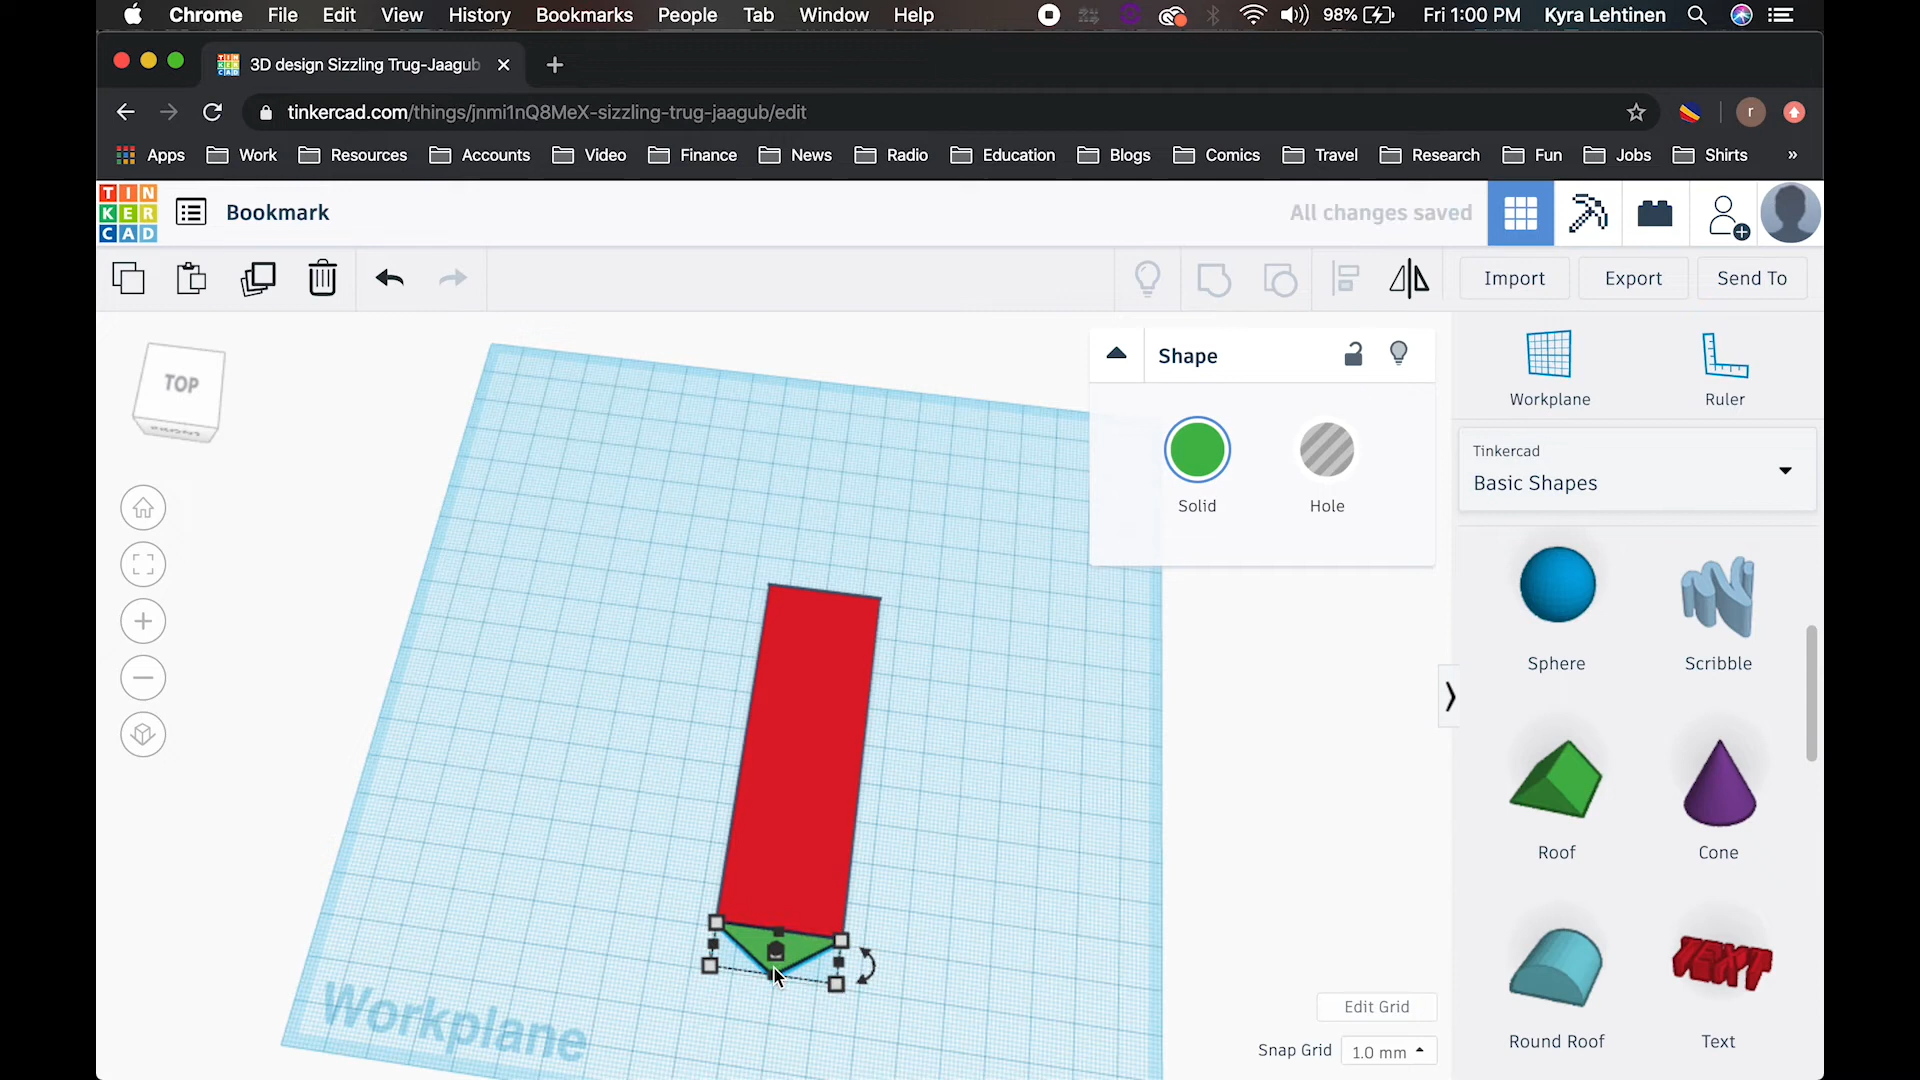 Chrome File Edit View History Bookmarks People Tab Window Help 98% Fri 1:00 PM Kyra Lehtinen
3D design Sizzling Trug-Jaagub
tinkercad.com/things/jnmi1nQ8MeX-sizzling-trug-jaagub/edit
r
Apps Work Resources Accounts Video Finance News Radio Education Blogs Comics Travel Research Fun Jobs Shirts »
TIN
KER
CAD
Bookmark
All changes saved
Import Export Send To
TOP
FRONT
Shape
Solid Hole
Workplane Ruler
Tinkercad
Basic Shapes
Sphere Scribble
Roof Cone
TEXT
Round Roof Text
Workplane
Edit Grid
Snap Grid 1.0 mm